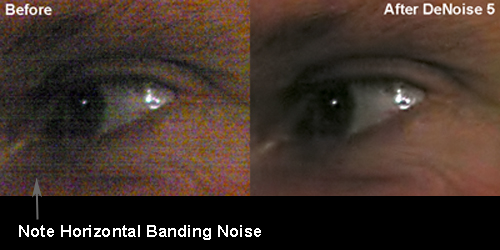 Before
After DeNoise 5
Note Horizontal Banding Noise